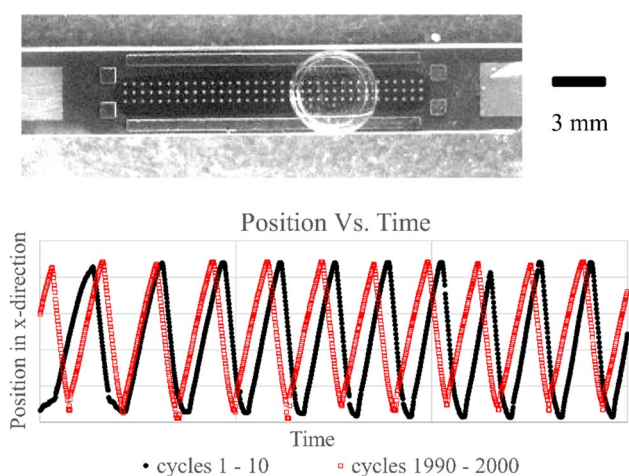 3 mm
Position Vs. Time
Position in x-direction
Time
cycles 1 - 10
cycles 1990 - 2000